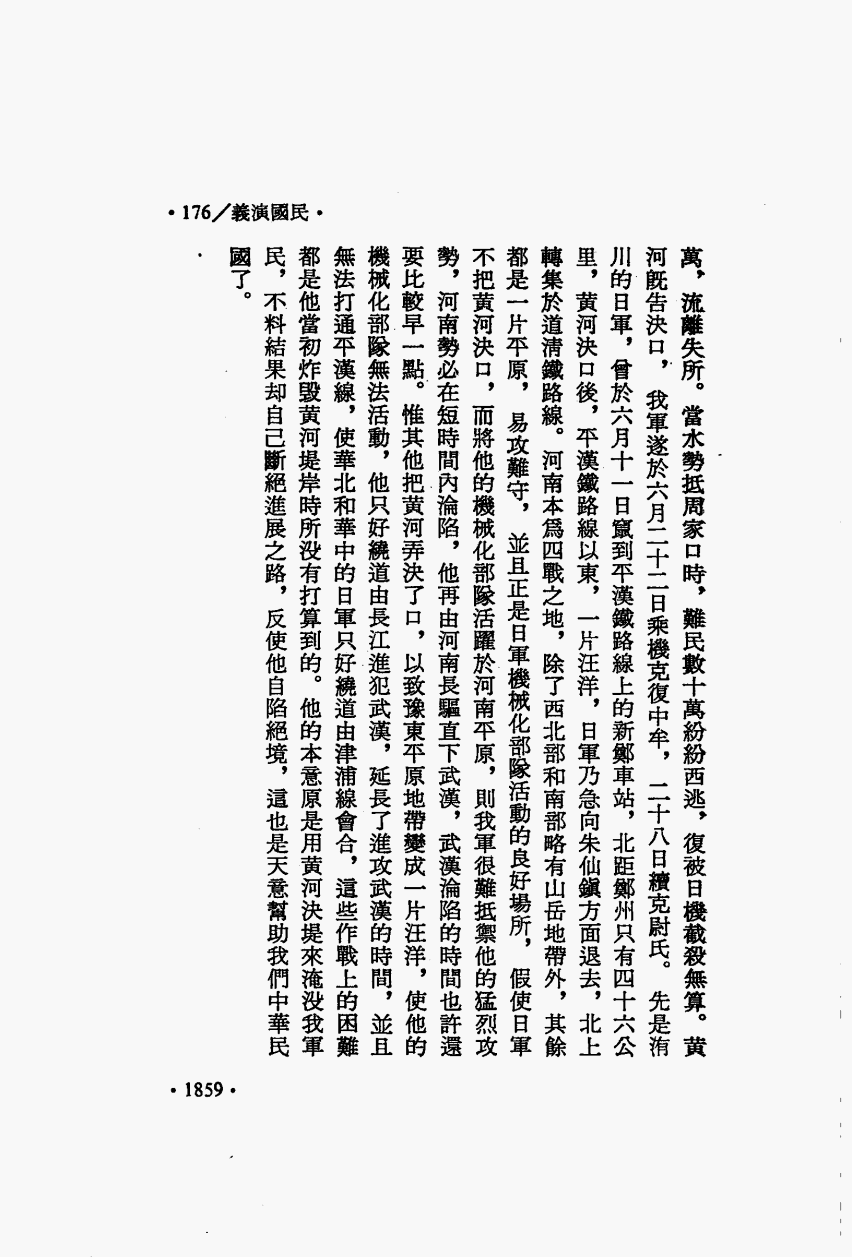 •176／義演國民•
萬，流離失所。當水勢抵周家口時，難民數十萬紛紛西逃，復被日機截殺無算。黄
河既告決口，我軍遂於六月二十二日乘機克復中牟，二十八日續克尉氏。先是洧
川的日軍，曾於六月十一日竄到平漢鐵路線上的新鄭車站，北距鄭州只有四十六公
里，黄河決口後，平漢鐵路線以東，一片汪洋，日軍乃急向朱仙鎭方面退去，北上
轉集於道淸鐵路線。河南本爲四戰之地，除了西北部和南部略有山岳地帶外，其餘
都是一片平原，易攻難守，並且正是日軍機械化部隊活動的良好場所，假使日軍
不把黄河決口，而將他的機械化部隊活躍於河南平原，則我軍很難抵禦他的猛烈攻
勢，河南勢必在短時間內淪陷，他再由河南長驅直下武漢，武漢淪陷的時間也許還
要比較早一點。惟其他把黄河弄決了口，以致豫東平原地帶變成一片汪洋，使他的
機械化部隊無法活動，他只好繞道由長江進犯武漢，延長了進攻武漢的時間，並且
無法打通平漢線，使華北和華中的日軍只好繞道由津浦線會合，這些作戰上的困難
都是他當初炸毀黄河堤岸時所没有打算到的。他的本意原是用黄河決堤來淹没我軍
民，不料結果却自己斷絕進展之路，反使他自陷絕境，這也是天意幫助我們中華民
國了。
•1859•